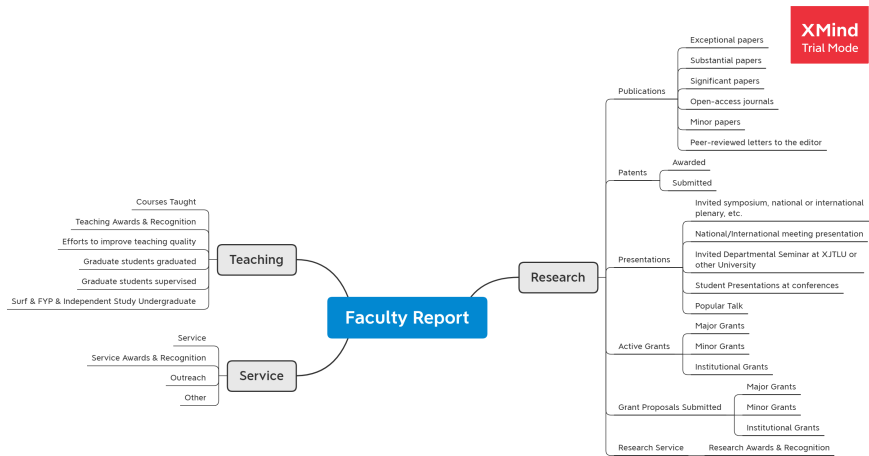 XMind
Trial Mode
Faculty Report
Teaching
Courses Taught
Teaching Awards & Recognition
Efforts to improve teaching quality
Graduate students graduated
Graduate students supervised
Surf & FYP & Independent Study Undergraduate
Service
Service
Service Awards & Recognition
Outreach
Other
Research
Publications
Exceptional papers
Substantial papers
Significant papers
Open-access journals
Minor papers
Peer-reviewed letters to the editor
Patents
Awarded
Submitted
Presentations
Invited symposium, national or international
plenary, etc.
National/International meeting presentation
Invited Departmental Seminar at XJTLU or
other University
Student Presentations at conferences
Popular Talk
Active Grants
Major Grants
Minor Grants
Institutional Grants
Grant Proposals Submitted
Major Grants
Minor Grants
Institutional Grants
Research Service
Research Awards & Recognition